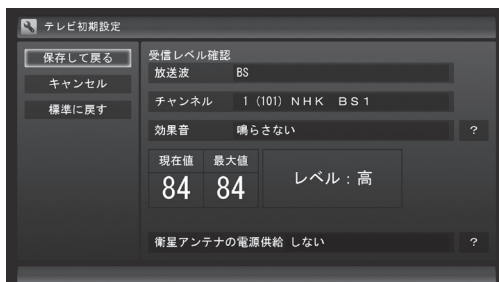 テレビ初期設定
保存して戻る
キャンセル
標準に戻す
受信レベル確認
放送波 BS
チャンネル 1 (101) NHK BS1
効果音 鳴らさない ?
現在値 最大値
84 84
レベル：高
衛星アンテナの電源供給 しない ?